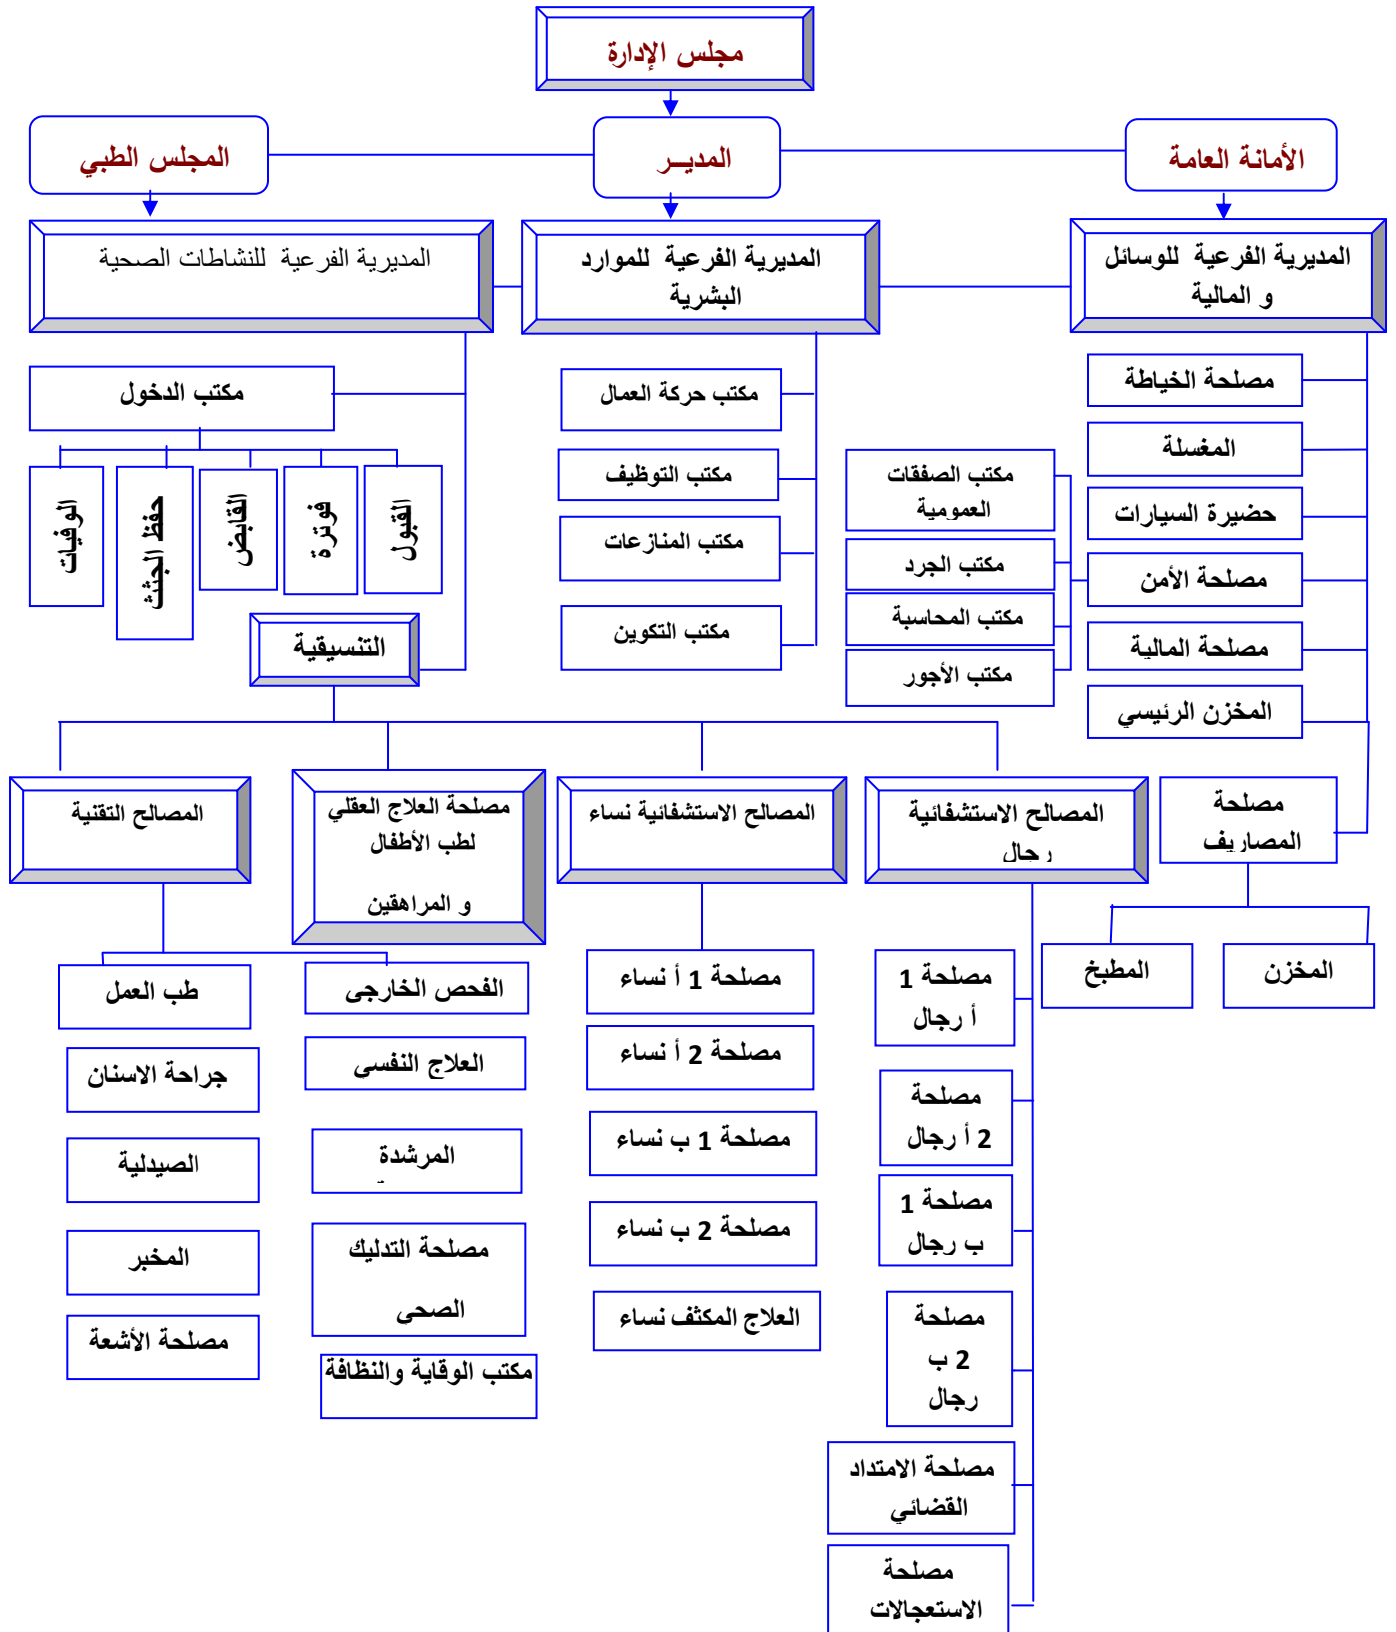 مجلس الإدارة
الأمانة العامة
المديــر
المجلس الطبي
المديرية الفرعية للوسائل
و المالية
المديرية الفرعية للموارد
البشرية
المديرية الفرعية للنشاطات الصحية
مصلحة الخياطة
المغسلة
حضيرة السيارات
مصلحة الأمن
مصلحة المالية
المخزن الرئيسي
مكتب الصفقات
العمومية
مكتب الجرد
مكتب المحاسبة
مكتب الأجور
مكتب حركة العمال
مكتب التوظيف
مكتب المنازعات
مكتب التكوين
مكتب الدخول
القبول
فوترة
القابض
حفظ الجثث
الوفيات
التنسيقية
مصلحة
المصاريف
المخزن
المطبخ
المصالح الاستشفائية
رجال
المصالح الاستشفائية نساء
مصلحة العلاج العقلي
لطب الأطفال
و المراهقين
المصالح التقنية
مصلحة 1
أ رجال
مصلحة
2 أ رجال
مصلحة 1
ب رجال
مصلحة
2 ب
رجال
مصلحة الامتداد
القضائي
مصلحة
الاستعجالات
مصلحة 1 أ نساء
مصلحة 2 أ نساء
مصلحة 1 ب نساء
مصلحة 2 ب نساء
العلاج المكثف نساء
الفحص الخارجي
العلاج النفسي
المرشدة
مصلحة التدليك
الصحي
مكتب الوقاية والنظافة
طب العمل
جراحة الاسنان
الصيدلية
المخبر
مصلحة الأشعة